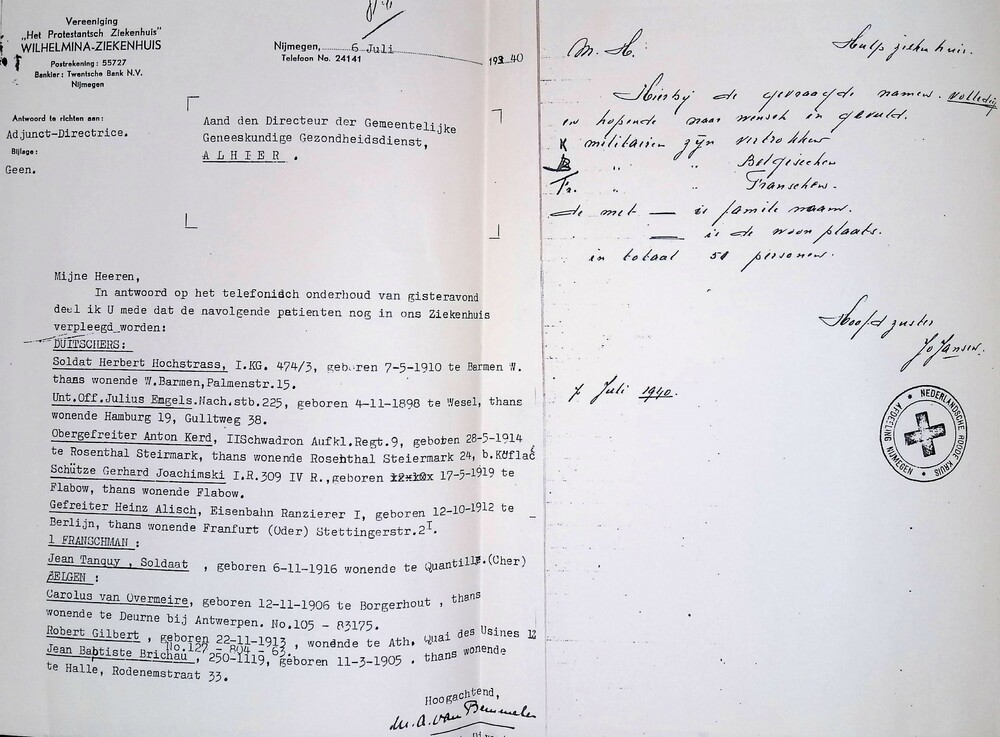 Vereeniging
„Het Protestantsch Ziekenhuis"
WILHELMINA-ZIEKENHUIS
Postrekening: 55727
Bankier: Twentsche Bank N.V.
Nijmegen
Nijmegen, 6 Juli 1940
Telefoon No. 24141
Antwoord te richten aan:
Adjunct-Directrice.
Bijlage:
Geen.
Aand den Directeur der Gemeentelijke
Geneeskundige Gezondheidsdienst,
ALHIER.
Mijne Heeren,
In antwoord op het telefonisch onderhoud van gisteravond
deel ik U mede dat de navolgende patienten nog in ons Ziekenhuis
verpleegd worden:
DUITSCHERS:
Soldat Herbert Hochstrass, I.KG. 474/3, geboren 7-5-1910 te Barmen W.
thans wonende W.Barmen,Palmenstr.15.
Unt.Off.Julius Emgels.Nach.stb.225, geboren 4-11-1898 te Wesel, thans
wonende Hamburg 19, Gulltweg 38.
Obergefreiter Anton Kerd, IISchwadron Aufkl.Regt.9, geboren 28-5-1914
te Rosenthal Steirmark, thans wonende Rosehthal Steiermark 24, b.Küflaé
Schütze Gerhard Joachimski I.R.309 IV R.,geboren 17-5-1919 te
Flabow, thans wonende Flabow.
Gefreiter Heinz Alisch, Eisenbahn Ranzierer I, geboren 12-10-1912 te
Berlijn, thans wonende Franfurt (Oder) Stettingerstr.2I.
1 FRANSCHMAN :
Jean Tanquy , Soldaat , geboren 6-11-1916 wonende te Quantille.(Cher)
BELGEN :
Carolus van Overmeire, geboren 12-11-1906 te Borgerhout , thans
wonende te Deurne bij Antwerpen. No.105 - 83175.
Robert Gilbert , geboren 22-11-1913 , wonende te Ath. Quai des Usines 12
No.127 - 804 - 63.
Jean Baptiste Brichau , 250-1119, geboren 11-3-1905 . thans wonende
te Halle, Rodenemstraat 33.
Hoogachtend,
M. A. van Bemmelen
M. H. Hulp ziekenhuis.
Hierbij de gevraagde namen. volledig
en hopende naar wensch in gevuld.
K militairen zijn vertrokken
B " " Belgischen
Fr. " " Franschen.
de met — is familie naam.
— is de woon plaats.
in totaal 51 personen.
Hoofd zuster
Jo Jansen.
7 Juli 1940.
NEDERLANDSCHE ROODE KRUIS
AFDEELING NIJMEGEN